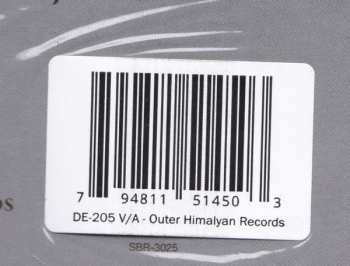 7 94811 51450 3
DE-205 V/A - Outer Himalyan Records
SBR-3025